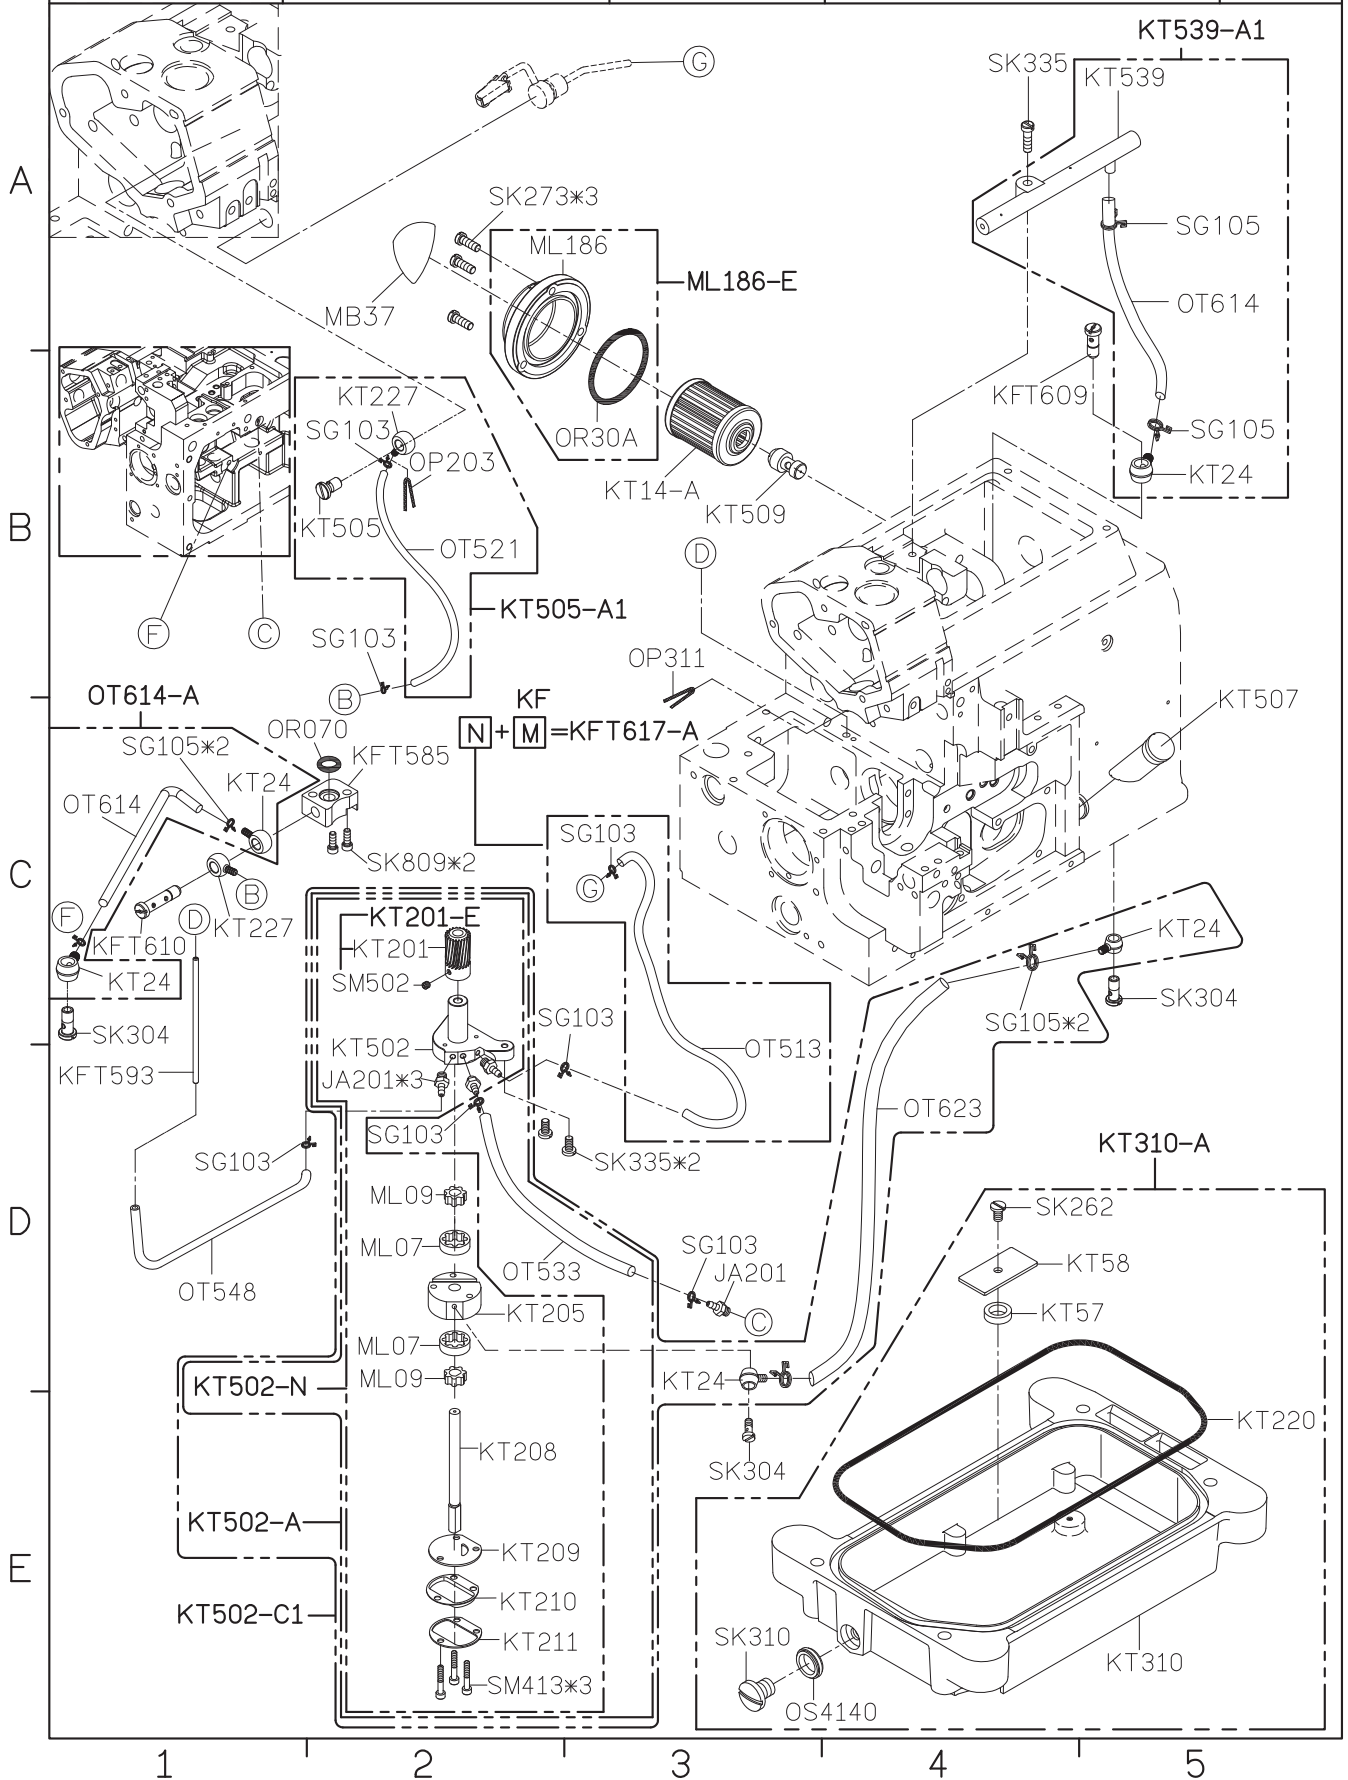 KT539-A1
SK335
KT539
G
A
SK273*3
ML186
ML186-E
SG105
MB37
OT614
KFT609
KT227
SG103
OR30A
SG105
OP203
KT14-A
KT24
KT509
KT505
B
OT521
D
F
C
KT505-A1
SG103
OP311
B
KT507
OT614-A
KF
N + M =KFT617-A
OR070
SG105*2
KFT585
KT24
OT614
SG103
SK809*2
C
B
G
F
D
KT201-E
KT227
KFT610
KT201
KT24
KT24
SM502
SG103
SK304
SG105*2
SK304
KT502
OT513
KFT593
JA201*3
OT623
SG103
KT310-A
SG103
SK335*2
ML09
SK262
D
ML07
SG103
OT533
JA201
KT58
OT548
KT205
KT57
C
ML07
KT502-N
ML09
KT24
KT220
KT208
SK304
KT502-A
KT209
E
KT210
KT502-C1
KT211
SK310
KT310
SM413*3
OS4140
1
2
3
4
5